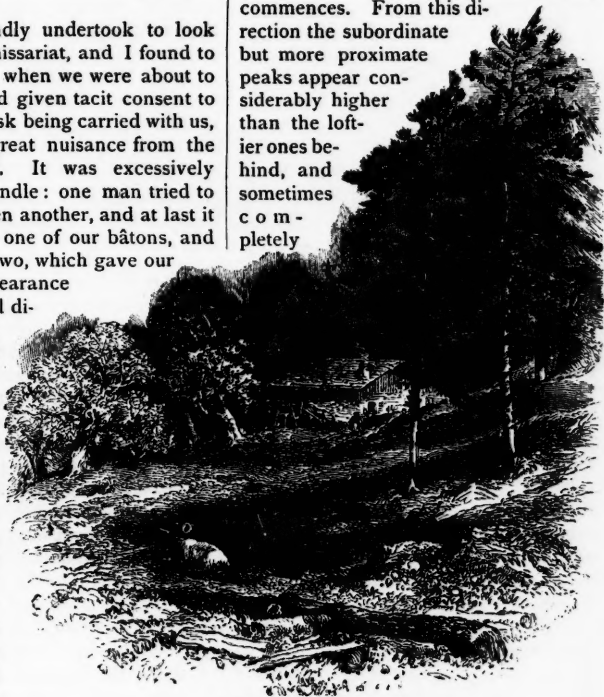 dly undertook to look
issariat, and I found to
when we were about to
d given tacit consent to
sk being carried with us,
reat nuisance from the
. It was excessively
ndle : one man tried to
en another, and at last it
one of our bâtons, and
wo, which gave our
earance
l di-
commences. From this di-
rection the subordinate
but more proximate
peaks appear con-
siderably higher
than the loft-
ier ones be-
hind, and
sometimes
c o m -
pletely